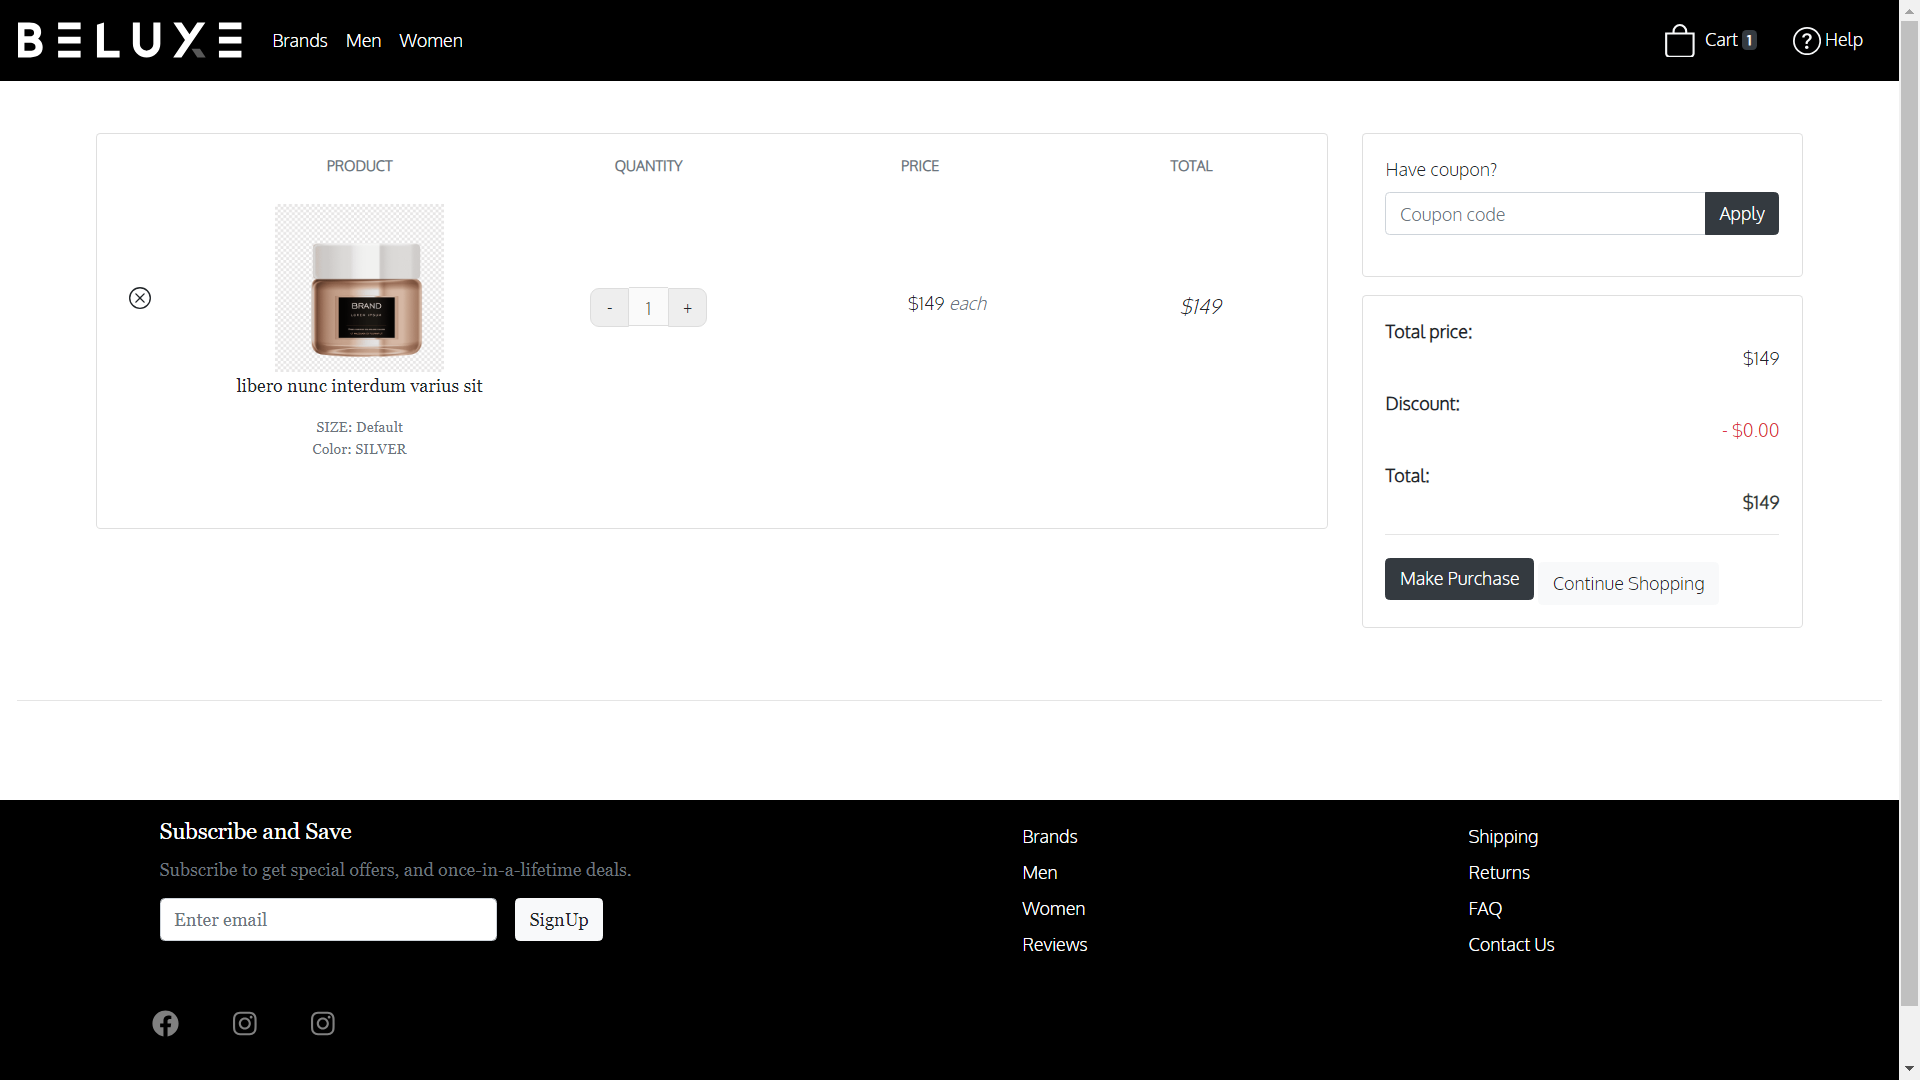 BELUXE Brands Men Women Cart 1 Help
PRODUCT QUANTITY PRICE TOTAL
BRAND
LOREM IPSUM
- 1 + $149 each $149
libero nunc interdum varius sit
SIZE: Default
Color: SILVER
Have coupon?
Coupon code Apply
Total price:
$149
Discount:
- $0.00
Total:
$149
Make Purchase Continue Shopping
Subscribe and Save
Subscribe to get special offers, and once-in-a-lifetime deals.
Enter email SignUp
Brands
Men
Women
Reviews
Shipping
Returns
FAQ
Contact Us